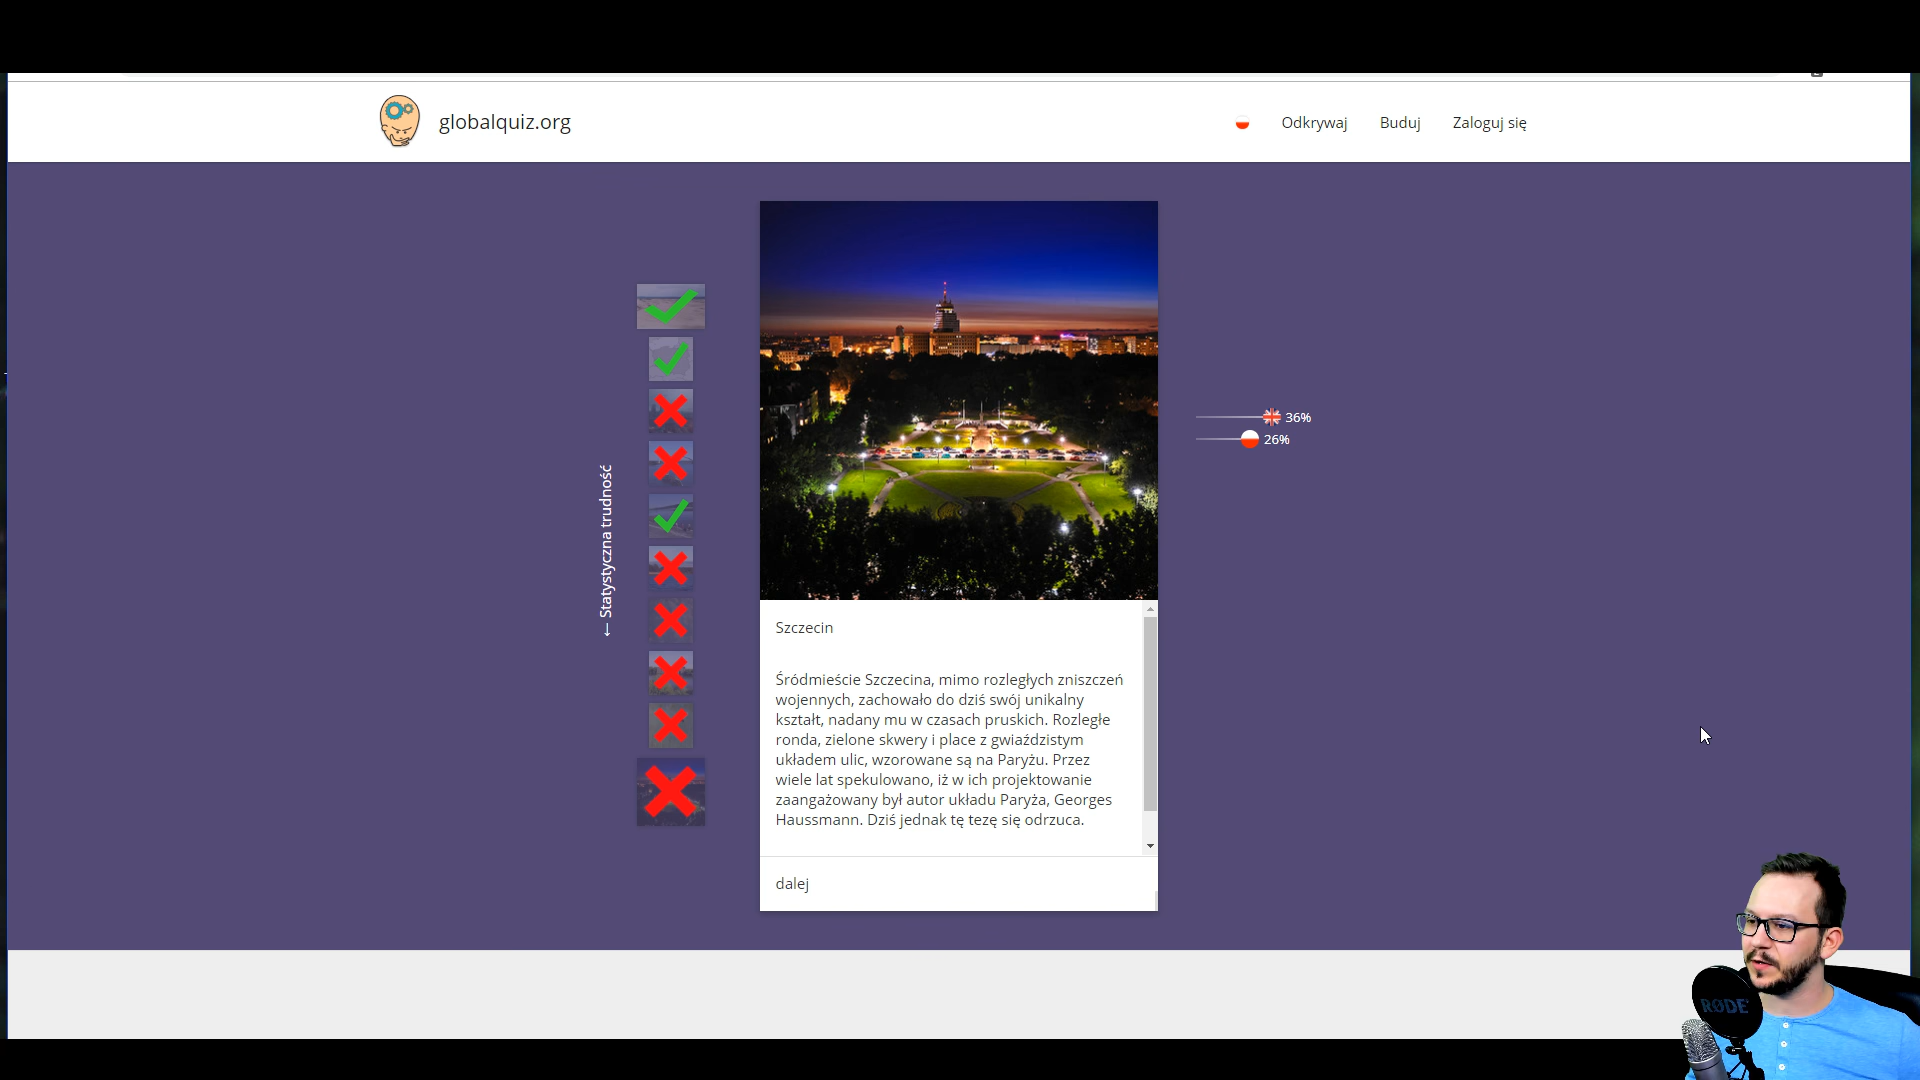 globalquiz.org
Odkrywaj
Buduj
Zaloguj się
← Statystyczna trudność
36%
26%
Szczecin
Śródmieście Szczecina, mimo rozległych zniszczeń
wojennych, zachowało do dziś swój unikalny
kształt, nadany mu w czasach pruskich. Rozległe
ronda, zielone skwery i place z gwiaździstym
układem ulic, wzorowane są na Paryżu. Przez
wiele lat spekulowano, iż w ich projektowanie
zaangażowany był autor układu Paryża, Georges
Haussmann. Dziś jednak tę tezę się odrzuca.
dalej
RØDE